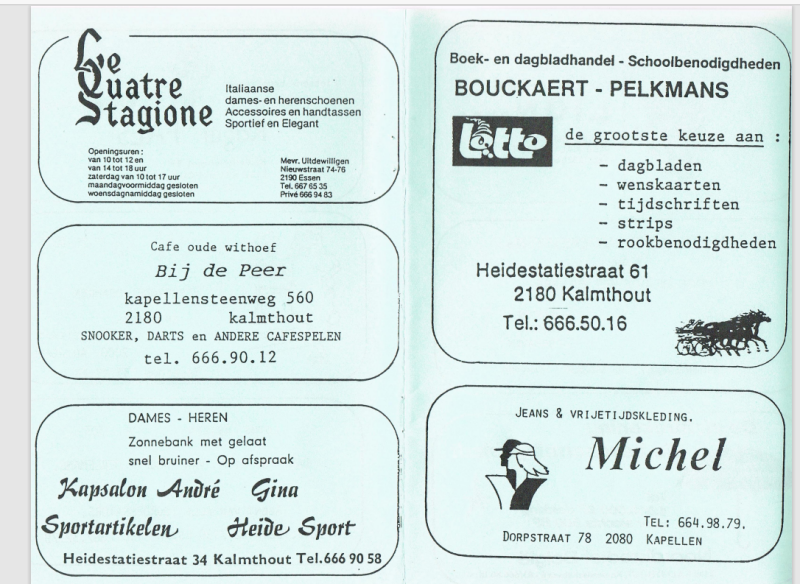 Le
Quatre
Stagione
Italiaanse
dames- en herenschoenen
Accessoires en handtassen
Sportief en Elegant
Openingsuren :
van 10 tot 12 en
van 14 tot 18 uur
zaterdag van 10 tot 17 uur
maandagvoormiddag gesloten
woensdagnamiddag gesloten
Mevr. Uitdewilligen
Nieuwstraat 74-76
2190 Essen
Tel. 667 65 35
Privé 666 94 83
Cafe oude withoef
Bij de Peer
kapellensteenweg 560
2180 kalmthout
SNOOKER, DARTS en ANDERE CAFESPELEN
tel. 666.90.12
DAMES - HEREN
Zonnebank met gelaat
snel bruiner - Op afspraak
Kapsalon André Gina
Sportartikelen Heide Sport
Heidestatiestraat 34 Kalmthout Tel.666 90 58
Boek- en dagbladhandel - Schoolbenodigdheden
BOUCKAERT - PELKMANS
Lotto
de grootste keuze aan :
- dagbladen
- wenskaarten
- tijdschriften
- strips
- rookbenodigdheden
Heidestatiestraat 61
2180 Kalmthout
Tel.: 666.50.16
JEANS & VRIJETIJDSKLEDING.
Michel
TEL: 664.98.79.
DORPSTRAAT 78 2080 KAPELLEN